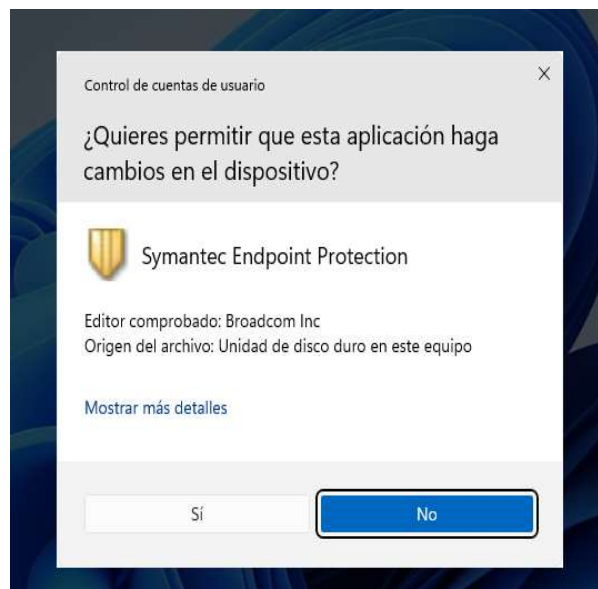 Control de cuentas de usuario
¿Quieres permitir que esta aplicación haga
cambios en el dispositivo?
Symantec Endpoint Protection
Editor comprobado: Broadcom Inc
Origen del archivo: Unidad de disco duro en este equipo
Mostrar más detalles
Sí
No